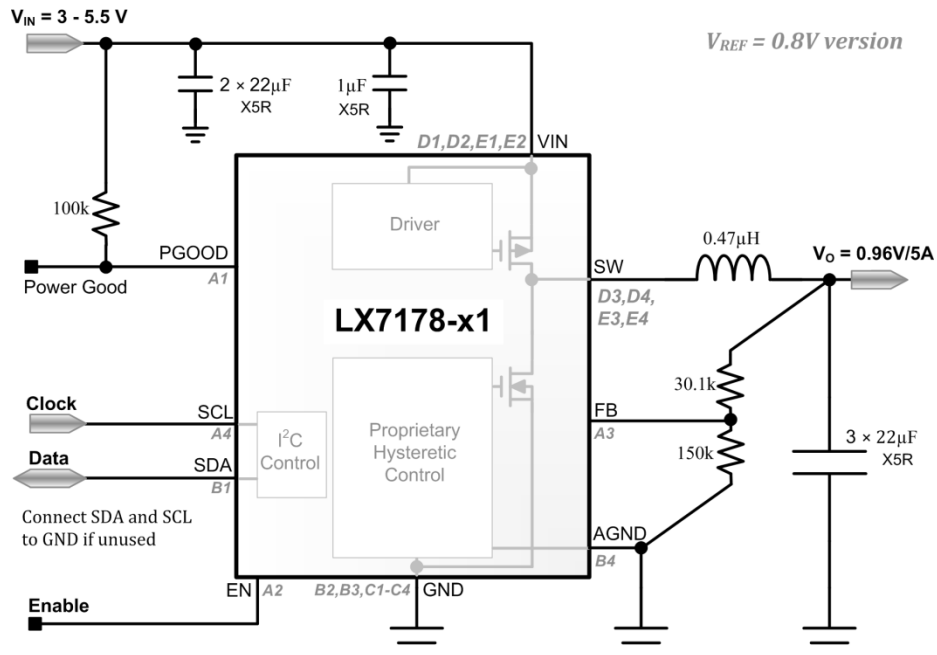 V_IN = 3 - 5.5 V
V_REF = 0.8V version
2 × 22µF
X5R
1µF
X5R
D1,D2,E1,E2
VIN
100k
Driver
PGOOD
A1
Power Good
0.47µH
V_O = 0.96V/5A
SW
D3,D4,
E3,E4
LX7178-x1
30.1k
Clock
SCL
A4
FB
A3
I²C
Control
Proprietary
Hysteretic
Control
150k
3 × 22µF
X5R
Data
SDA
B1
Connect SDA and SCL
to GND if unused
AGND
B4
EN
A2
B2,B3,C1-C4
GND
Enable